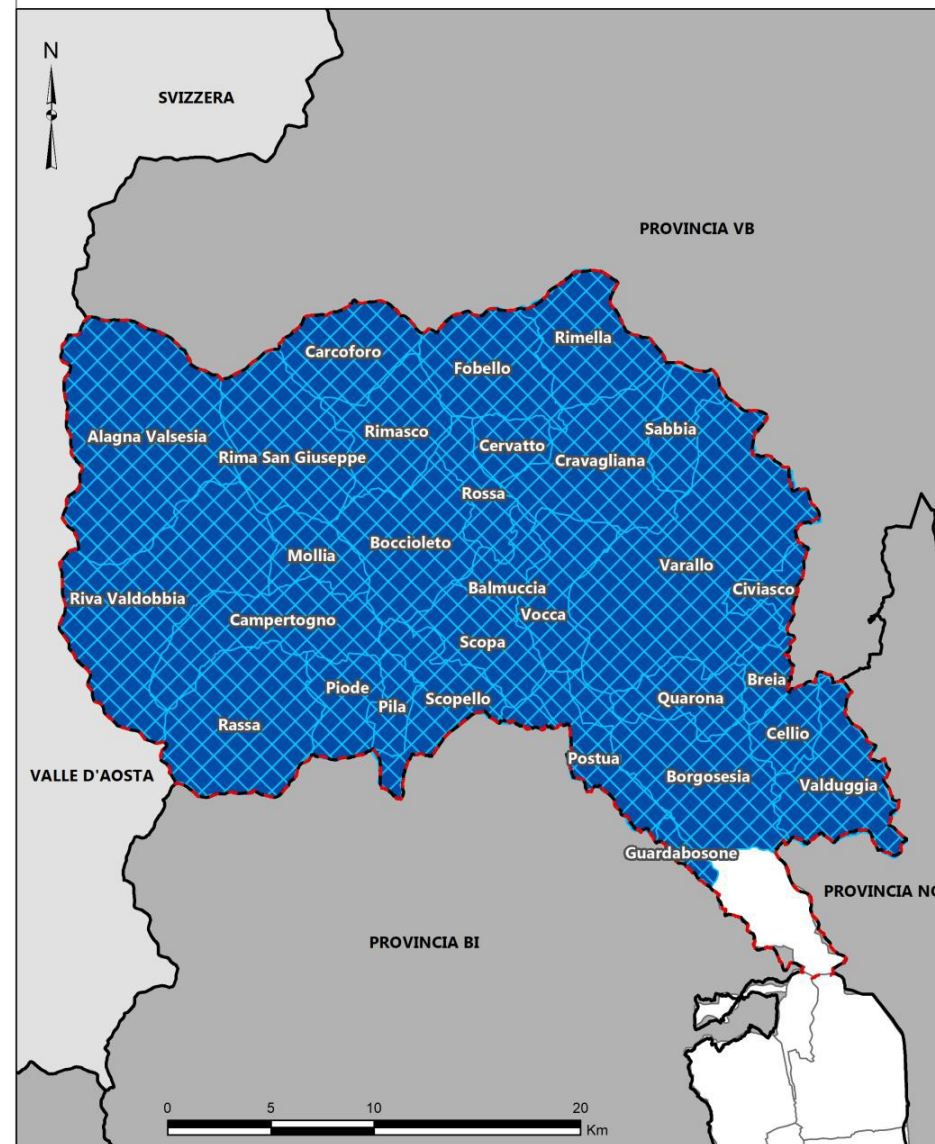 N
SVIZZERA
PROVINCIA VB
Rimella
Carcoforo
Fobello
Sabbia
Rimasco
Alagna Valsesia
Cervatto
Rima San Giuseppe
Cravagliana
Rossa
Boccioleto
Mollia
Varallo
Balmuccia
Civiasco
Riva Valdobbia
Vocca
Campertogno
Scopa
Breia
Piode
Scopello
Quarona
Pila
Rassa
Cellio
Postua
VALLE D'AOSTA
Borgosesia
Valduggia
Guardabosone
PROVINCIA NO
PROVINCIA BI
0 5 10 20
Km